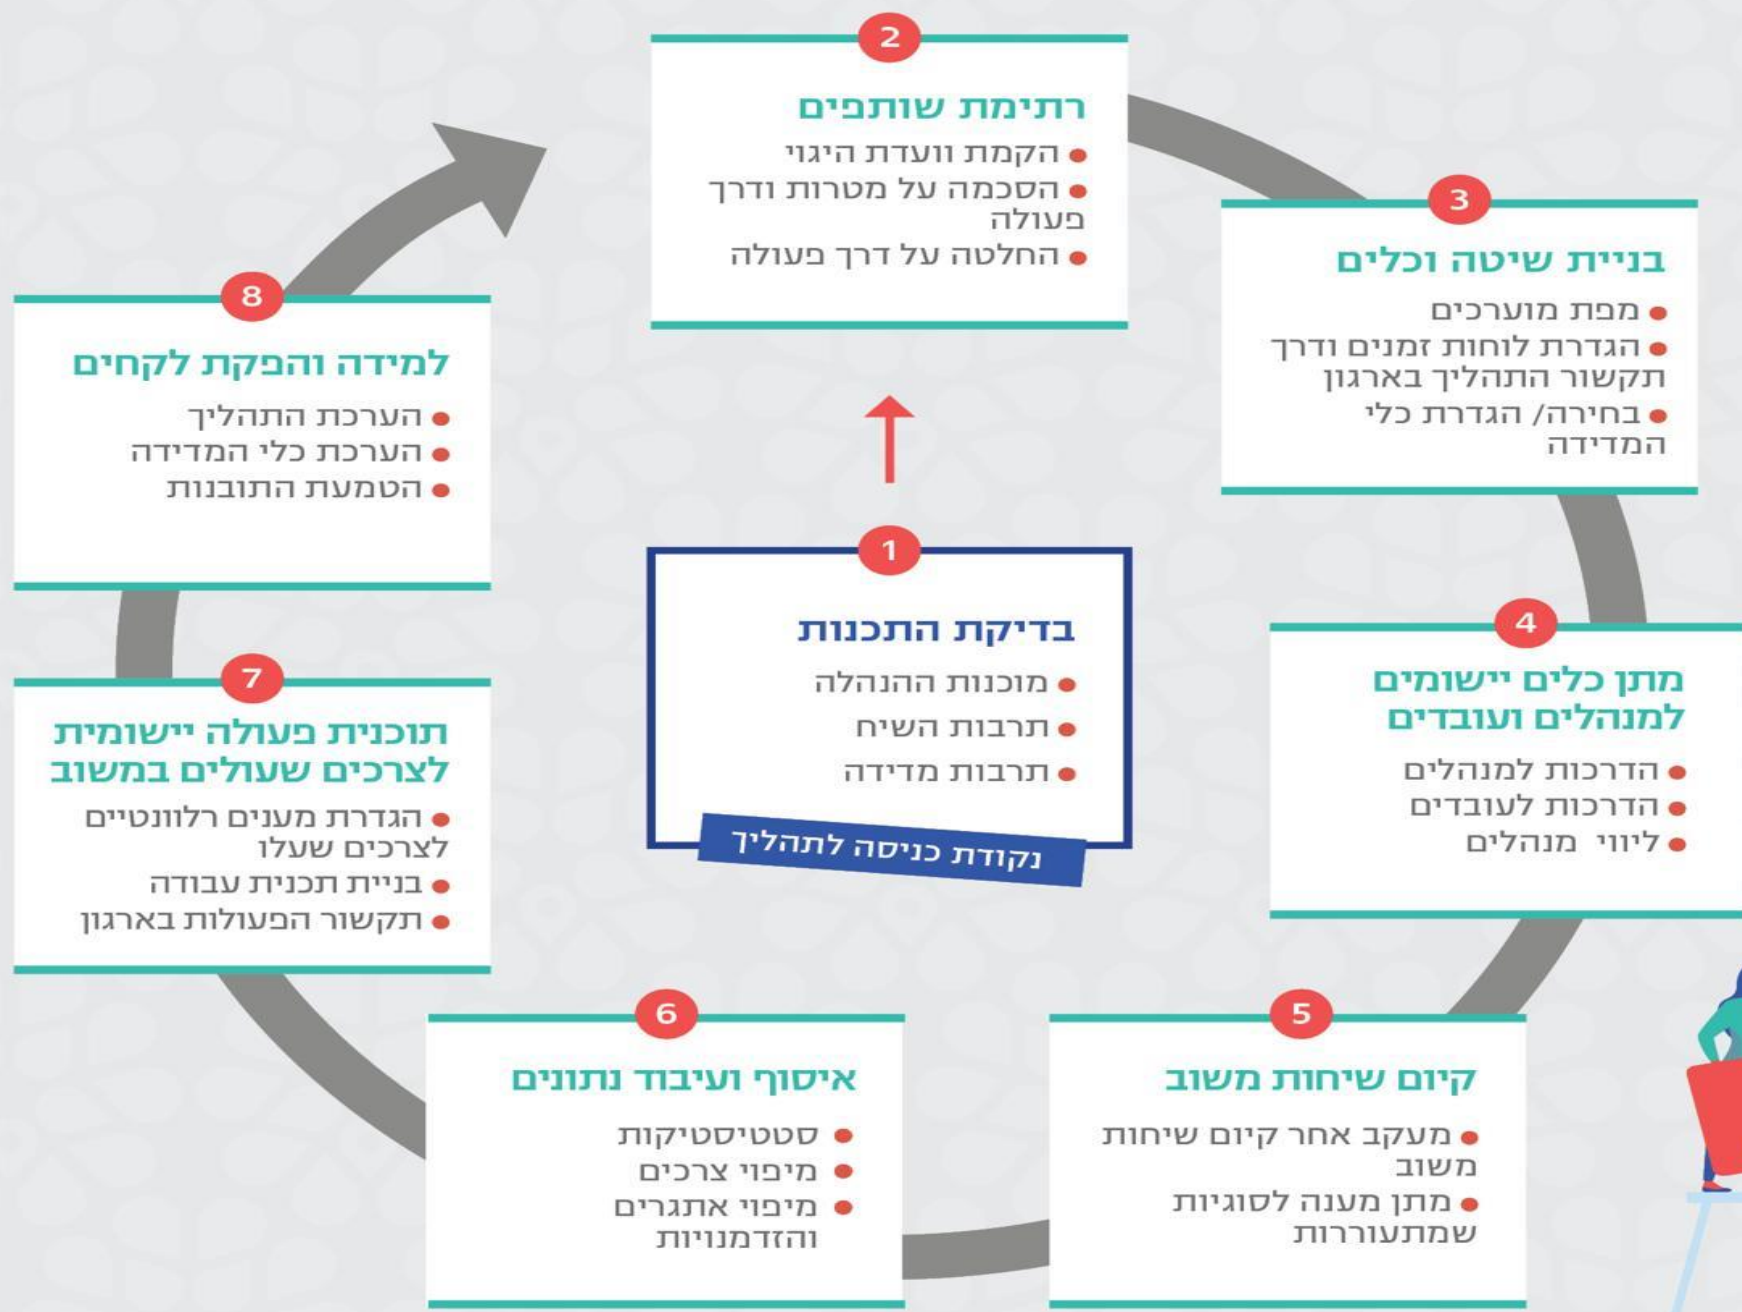 1
בדיקת התכנות
● מוכנות ההנהלה
● תרבות השיח
● תרבות מדידה
נקודת כניסה לתהליך
2
רתימת שותפים
● הקמת וועדת היגוי
● הסכמה על מטרות ודרך
פעולה
● החלטה על דרך פעולה
3
בניית שיטה וכלים
● מפת מוערכים
● הגדרת לוחות זמנים ודרך
תקשור התהליך בארגון
● בחירה/ הגדרת כלי
המדידה
4
מתן כלים יישומים
למנהלים ועובדים
● הדרכות למנהלים
● הדרכות לעובדים
● ליווי מנהלים
5
קיום שיחות משוב
● מעקב אחר קיום שיחות
משוב
● מתן מענה לסוגיות
שמתעוררות
6
איסוף ועיבוד נתונים
● סטטיסטיקות
● מיפוי צרכים
● מיפוי אתגרים
והזדמנויות
7
תוכנית פעולה יישומית
לצרכים שעולים במשוב
● הגדרת מענים רלוונטיים
לצרכים שעלו
● בניית תכנית עבודה
● תקשור הפעולות בארגון
8
למידה והפקת לקחים
● הערכת התהליך
● הערכת כלי המדידה
● הטמעת התובנות